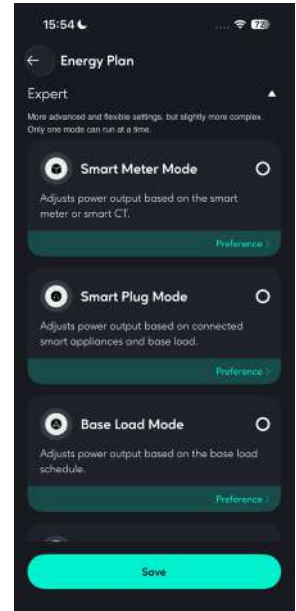 15:54
72
Energy Plan
Expert
More advanced and flexible settings, but slightly more complex.
Only one mode can run at a time.
Smart Meter Mode
Adjusts power output based on the smart
meter or smart CT.
Preference >
Smart Plug Mode
Adjusts power output based on connected
smart appliances and base load.
Preference >
Base Load Mode
Adjusts power output based on the base load
schedule.
Preference >
Save